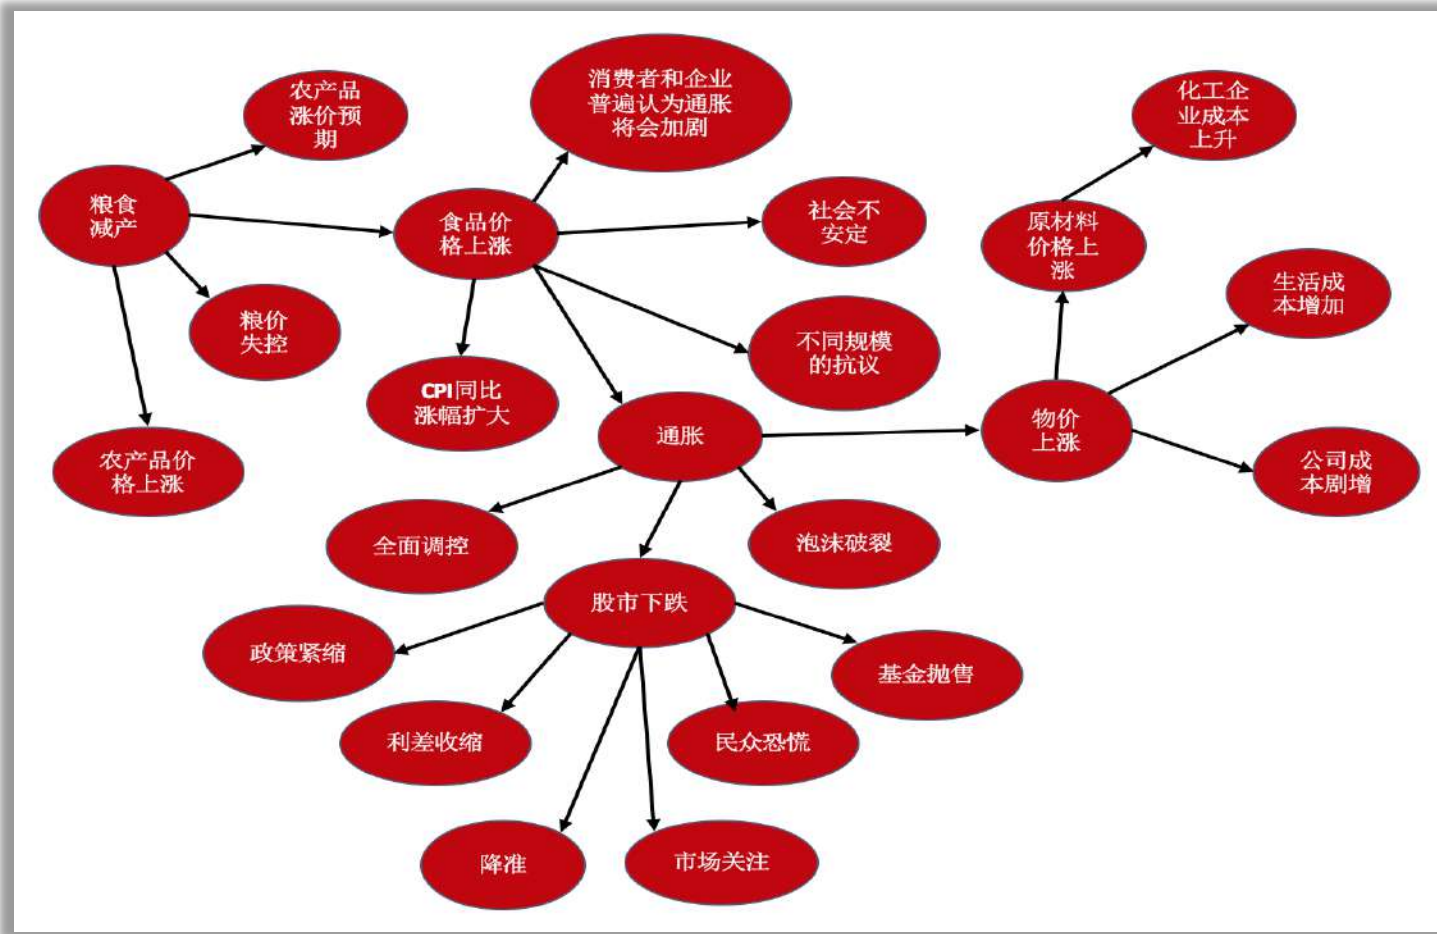 消费者和企业
普遍认为通胀
将会加剧
农产品
涨价预
期
化工企
业成本
上升
粮食
减产
食品价
格上涨
社会不
安定
原材料
价格上
涨
生活成
本增加
粮价
失控
不同规模
的抗议
CPI同比
涨幅扩大
通胀
物价
上涨
农产品价
格上涨
公司成
本剧增
全面调控
泡沫破裂
股市下跌
政策紧缩
基金抛售
利差收缩
民众恐慌
降准
市场关注